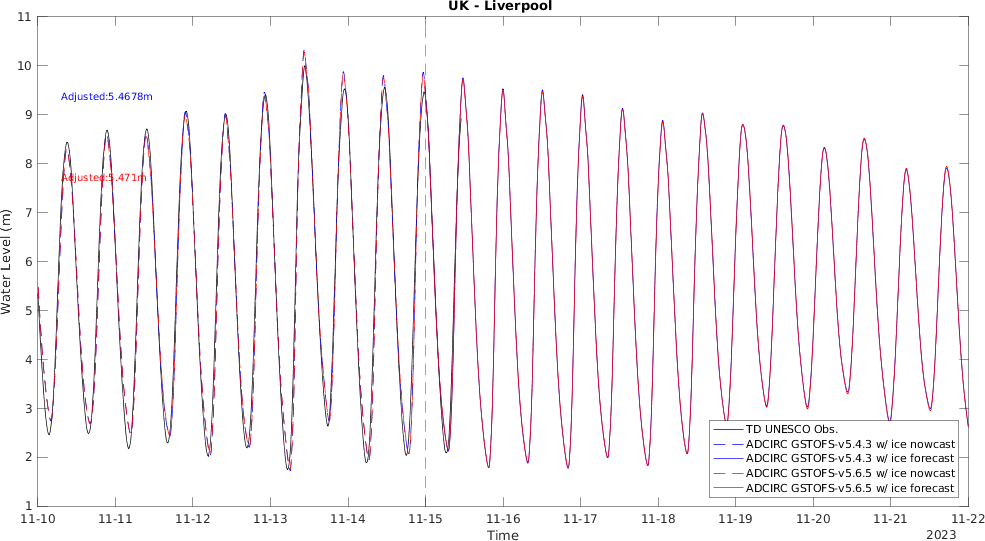 UK - Liverpool
Adjusted:5.4678m
Adjusted:5.471m
Water Level (m)
11
10
9
8
7
6
5
4
3
2
1
11-10 11-11 11-12 11-13 11-14 11-15 11-16 11-17 11-18 11-19 11-20 11-21 11-22
Time
2023
TD UNESCO Obs.
ADCIRC GSTOFS-v5.4.3 w/ ice nowcast
ADCIRC GSTOFS-v5.4.3 w/ ice forecast
ADCIRC GSTOFS-v5.6.5 w/ ice nowcast
ADCIRC GSTOFS-v5.6.5 w/ ice forecast